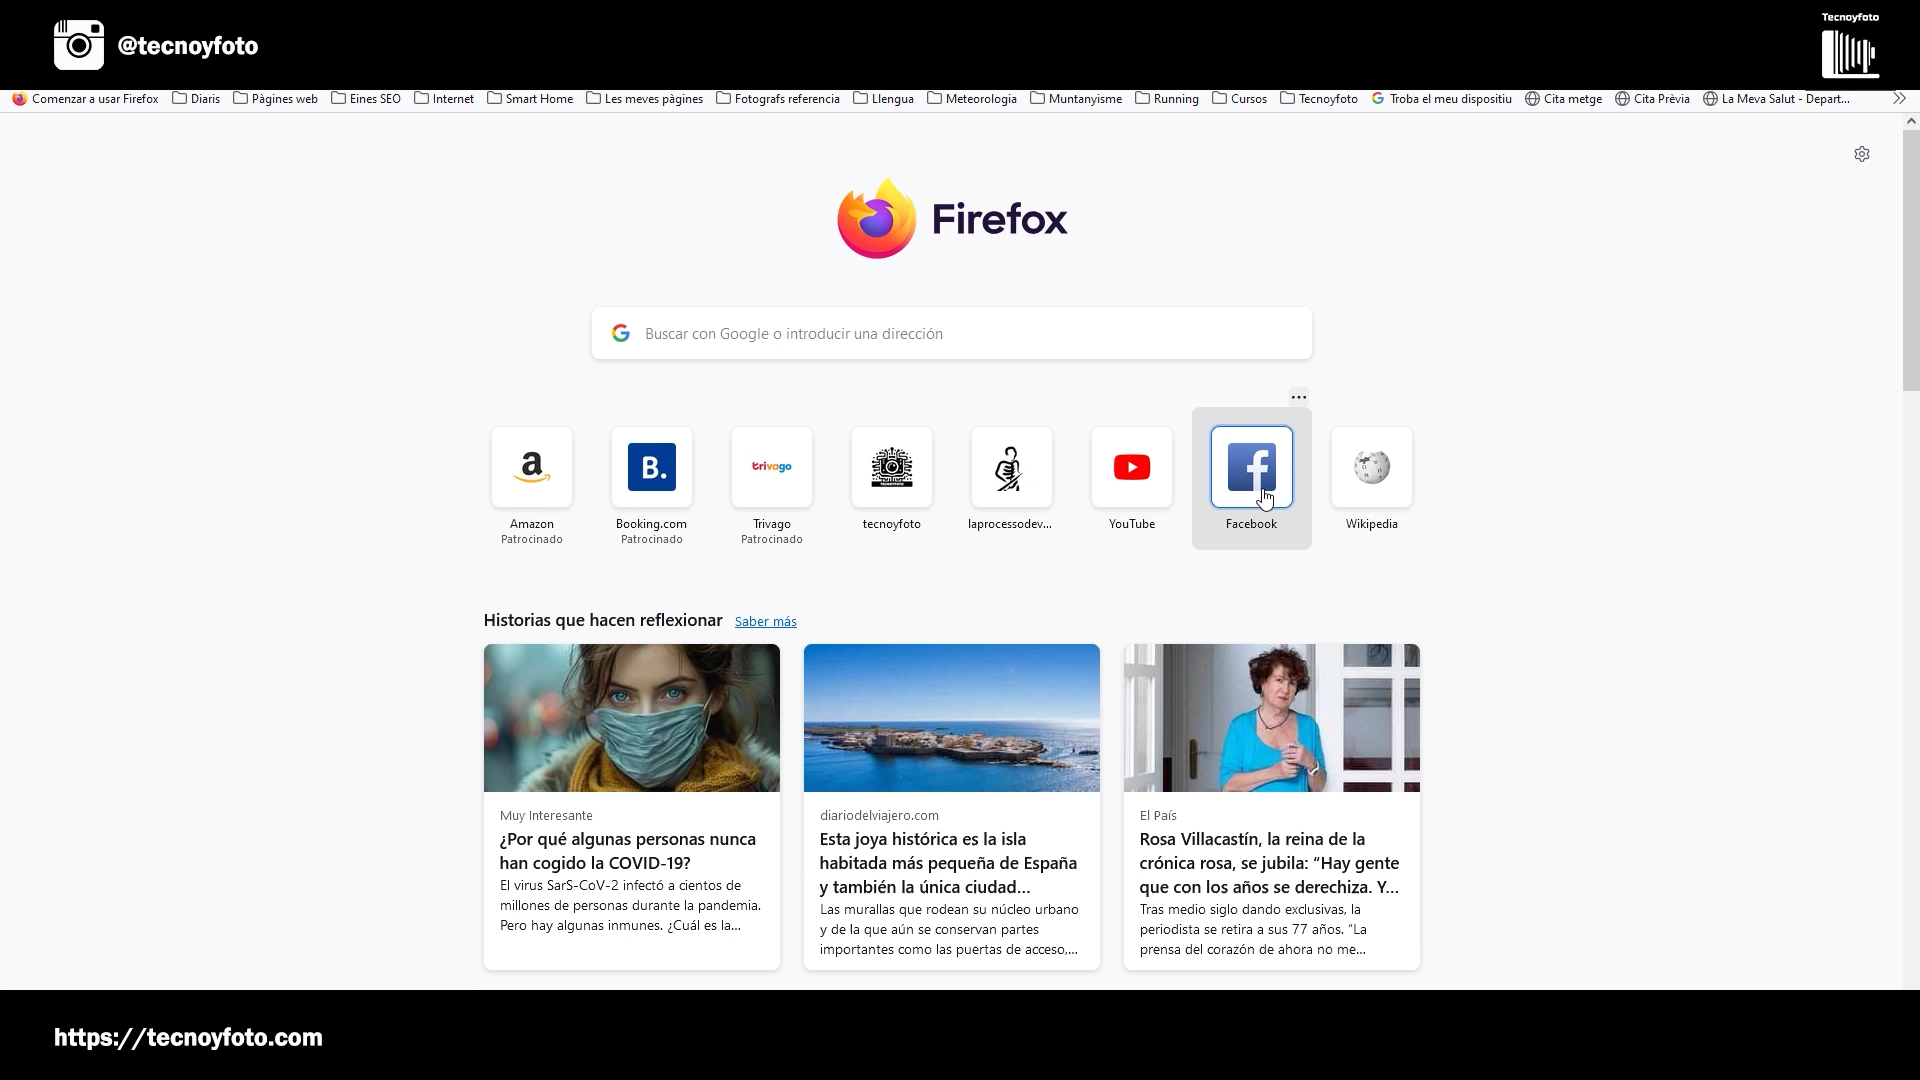 @tecnoyfoto
Tecnoyfoto
Comenzar a usar Firefox Diaris Pàgines web Eines SEO Internet Smart Home Les meves pàgines Fotografs referencia Llengua Meteorologia Muntanyisme Running Cursos Tecnoyfoto Troba el meu dispositiu Cita metge Cita Prèvia La Meva Salut - Depart...
Firefox
Buscar con Google o introducir una dirección
a B. trivago TECNOYFOTO
Amazon Booking.com Trivago tecnoyfoto laprocessodev... YouTube Facebook Wikipedia
Patrocinado Patrocinado Patrocinado
Historias que hacen reflexionar Saber más
Muy Interesante
¿Por qué algunas personas nunca
han cogido la COVID-19?
El virus SarS-CoV-2 infectó a cientos de
millones de personas durante la pandemia.
Pero hay algunas inmunes. ¿Cuál es la...
diariodelviajero.com
Esta joya histórica es la isla
habitada más pequeña de España
y también la única ciudad...
Las murallas que rodean su núcleo urbano
y de la que aún se conservan partes
importantes como las puertas de acceso,...
El País
Rosa Villacastín, la reina de la
crónica rosa, se jubila: “Hay gente
que con los años se derechiza. Y...
Tras medio siglo dando exclusivas, la
periodista se retira a sus 77 años. “La
prensa del corazón de ahora no me...
https://tecnoyfoto.com